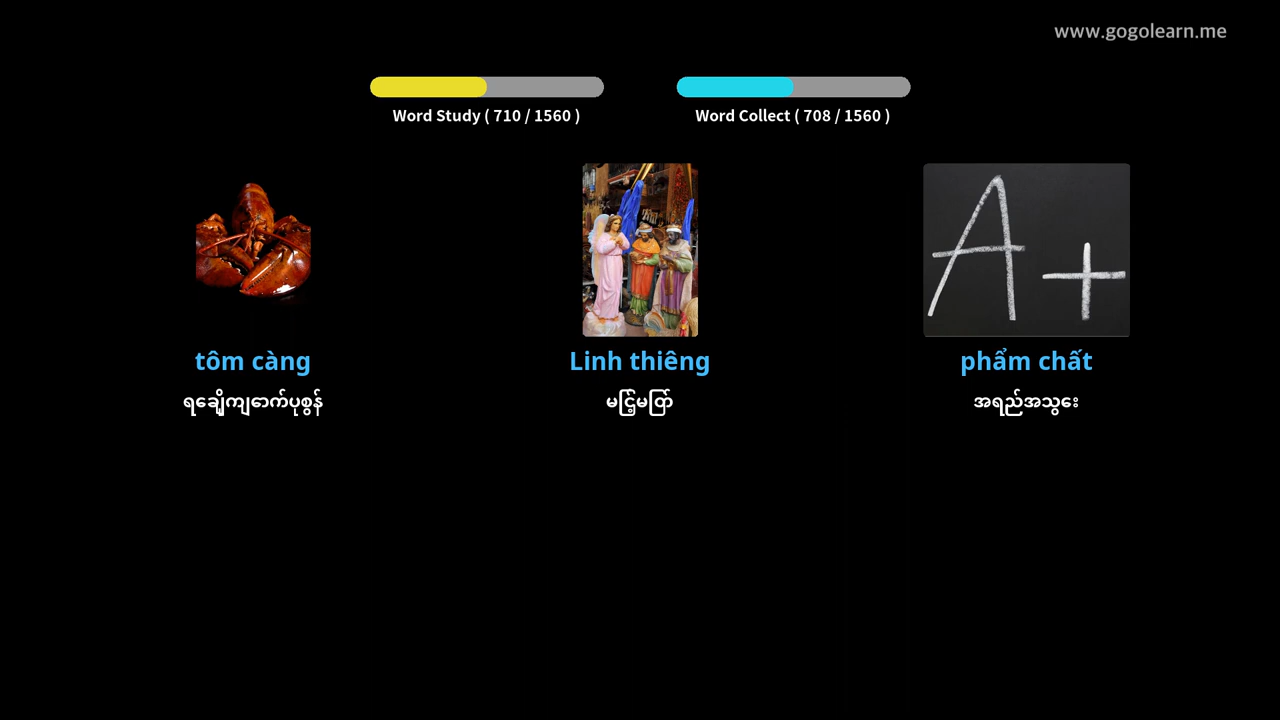 www.gogolearn.me
Word Study ( 710 / 1560 )
Word Collect ( 708 / 1560 )
tôm càng
Linh thiêng
phẩm chất
ရေချိုကျောက်ပုစွန်
မြင့်မြတ်
အရည်အသွေး